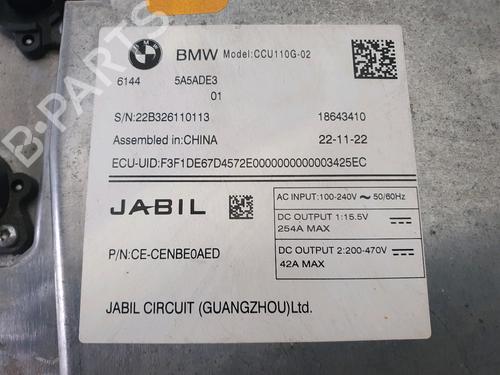 BMW Model:CCU110G-02
6144 5A5ADE3
01
S/N:22B326110113 18643410
Assembled in:CHINA 22-11-22
ECU-UID:F3F1DE67D4572E0000000000003425EC
JABIL
AC INPUT:100-240V 50/60Hz
DC OUTPUT 1:15.5V
254A MAX
DC OUTPUT 2:200-470V
42A MAX
P/N:CE-CENBE0AED
JABIL CIRCUIT (GUANGZHOU)Ltd.
B-PARTS